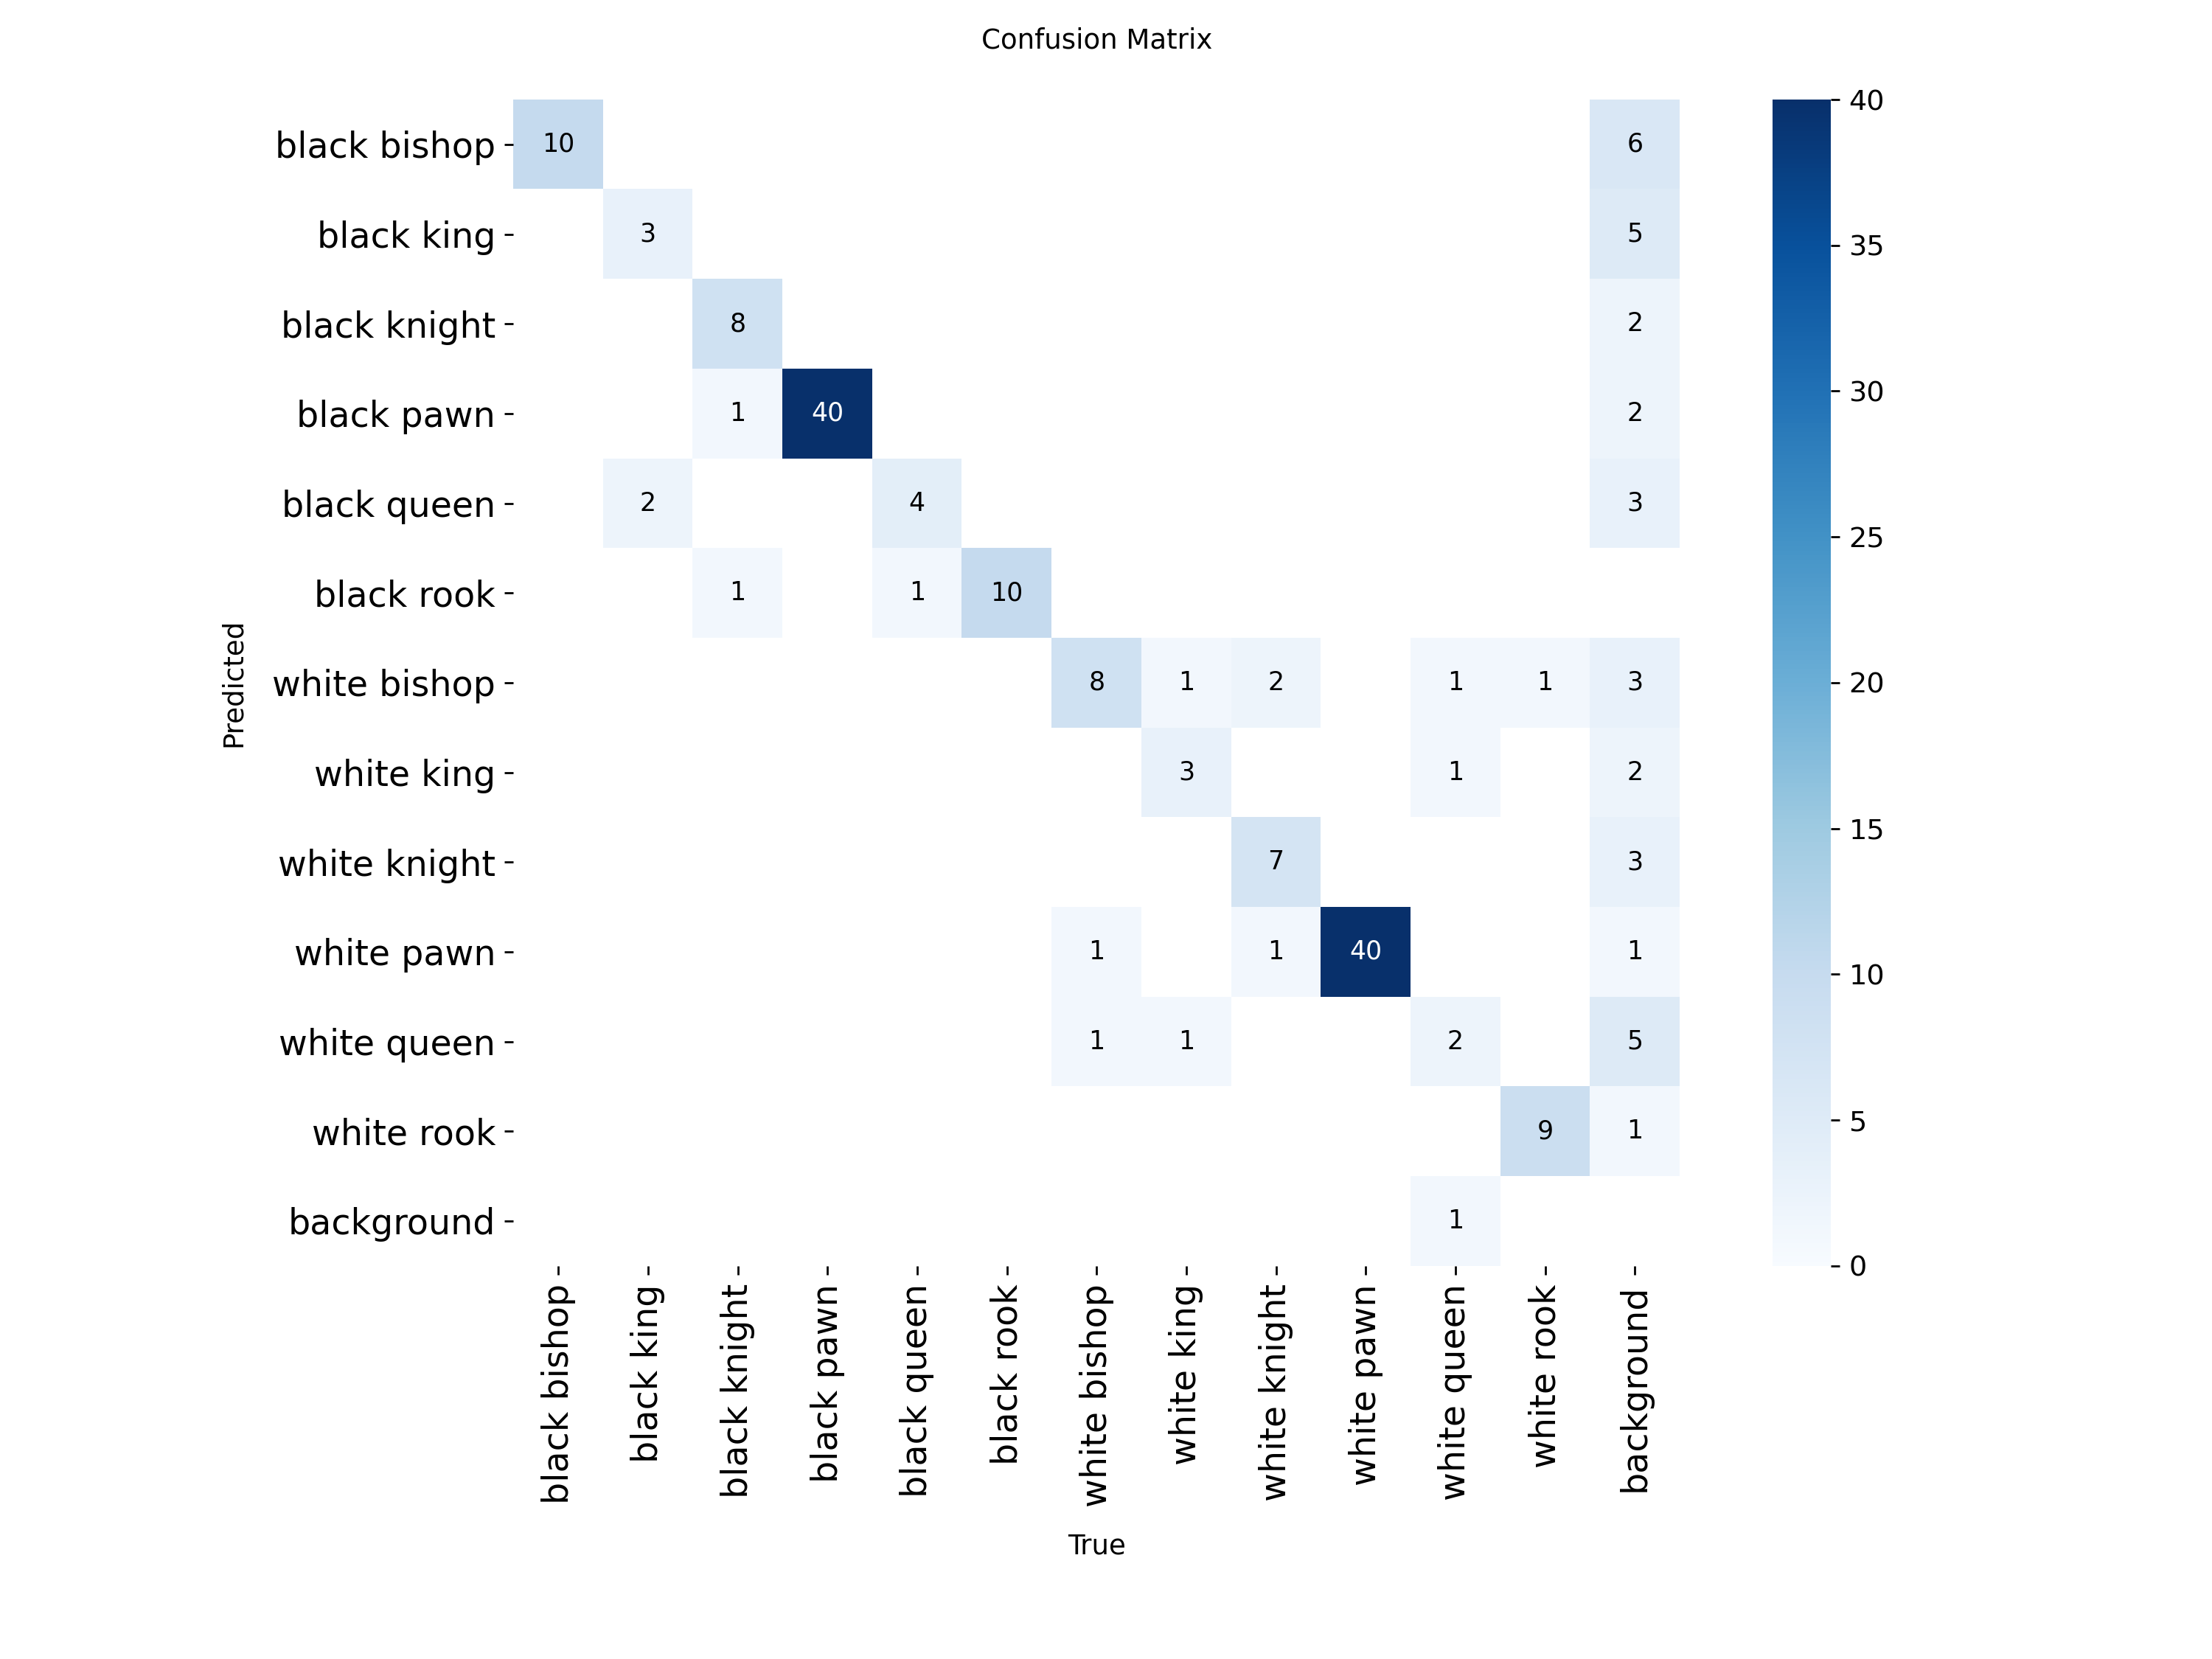 Confusion Matrix
black bishop 10 6
black king 3 5
black knight 8 2
black pawn 1 40 2
black queen 2 4 3
black rook 1 1 10
white bishop 8 1 2 1 1 3
white king 3 1 2
white knight 7 3
white pawn 1 1 40 1
white queen 1 1 2 5
white rook 9 1
background 1
Predicted
black bishop black king black knight black pawn black queen black rook white bishop white king white knight white pawn white queen white rook background
True
40
35
30
25
20
15
10
5
0